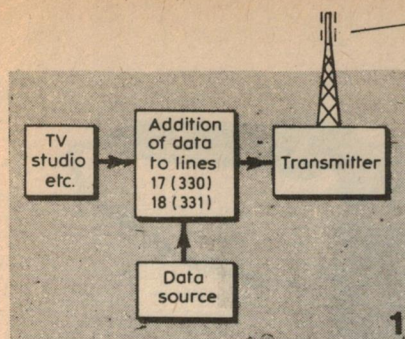 TV
studio
etc.
Addition
of data
to lines
17 (330)
18 (331)
Transmitter
Data
source
1